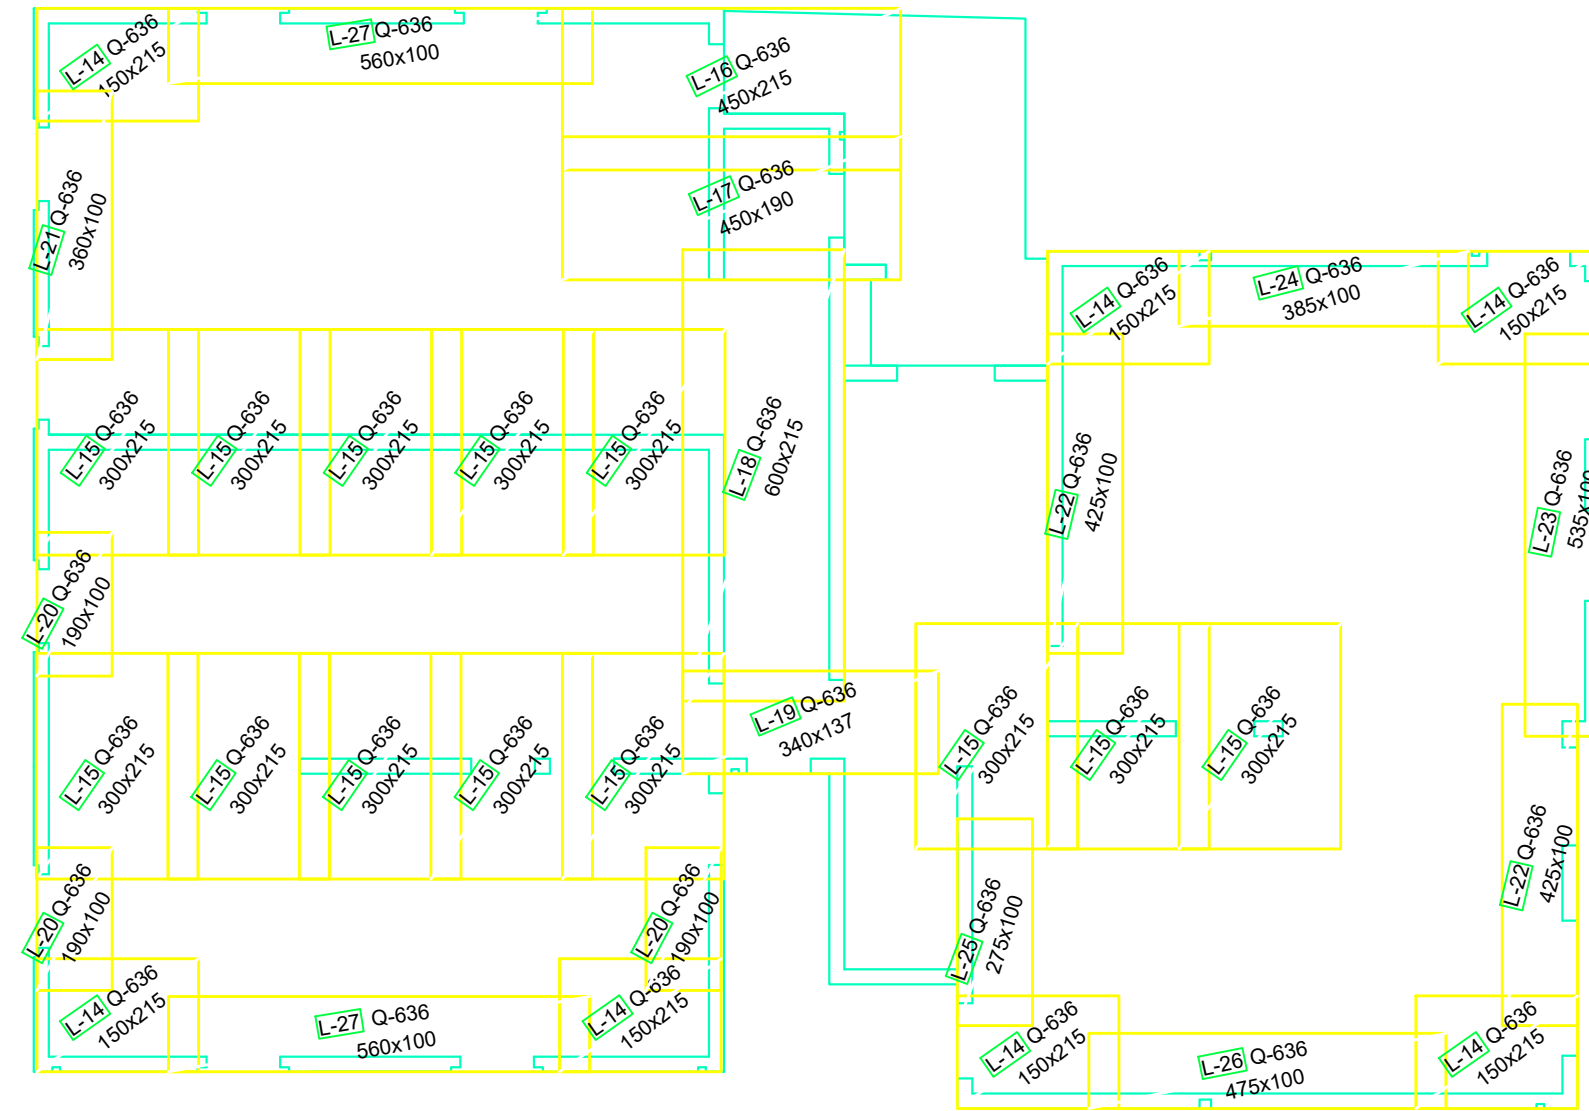 L-14 Q-636
150x215
L-27 Q-636
560x100
L-16 Q-636
450x215
L-21 Q-636
360x100
L-17 Q-636
450x190
L-14 Q-636
150x215
L-24 Q-636
385x100
L-14 Q-636
150x215
L-15 Q-636
300x215
L-15 Q-636
300x215
L-15 Q-636
300x215
L-15 Q-636
300x215
L-15 Q-636
300x215
L-18 Q-636
600x215
L-22 Q-636
425x100
L-23 Q-636
535x100
L-20 Q-636
190x100
L-19 Q-636
340x137
L-15 Q-636
300x215
L-15 Q-636
300x215
L-15 Q-636
300x215
L-15 Q-636
300x215
L-15 Q-636
300x215
L-15 Q-636
300x215
L-15 Q-636
300x215
L-15 Q-636
300x215
L-20 Q-636
190x100
L-20 Q-636
190x100
L-25 Q-636
275x100
L-22 Q-636
425x100
L-14 Q-636
150x215
L-27 Q-636
560x100
L-14 Q-636
150x215
L-14 Q-636
150x215
L-26 Q-636
475x100
L-14 Q-636
150x215